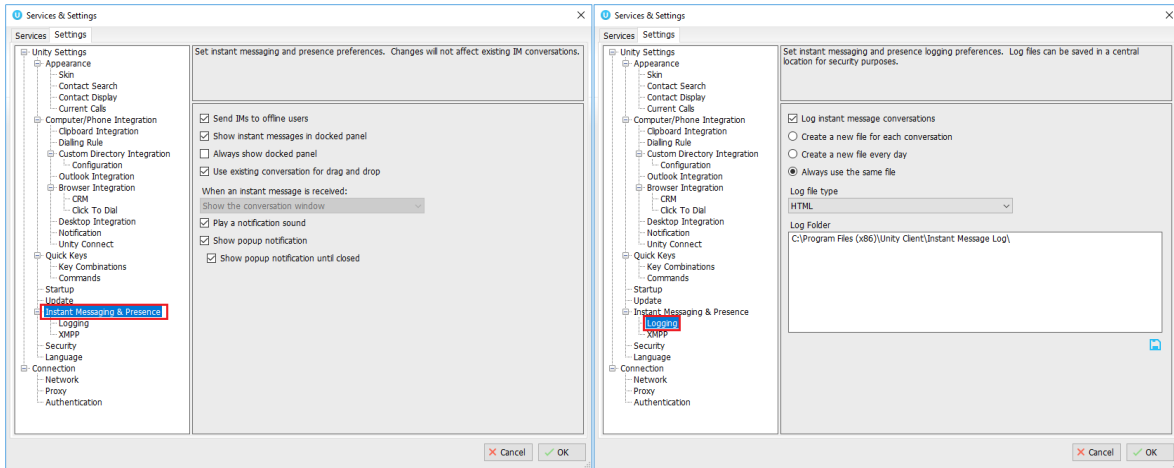 Services & Settings
Services Settings
Unity Settings
Appearance
Skin
Contact Search
Contact Display
Current Calls
Computer/Phone Integration
Clipboard Integration
Dialing Rule
Custom Directory Integration
Configuration
Outlook Integration
Browser Integration
CRM
Click To Dial
Desktop Integration
Notification
Unity Connect
Quick Keys
Key Combinations
Commands
Startup
Update
Instant Messaging & Presence
Logging
XMPP
Security
Language
Connection
Network
Proxy
Authentication
Set instant messaging and presence preferences. Changes will not affect existing IM conversations.
Send IMs to offline users
Show instant messages in docked panel
Always show docked panel
Use existing conversation for drag and drop
When an instant message is received:
Show the conversation window
Play a notification sound
Show popup notification
Show popup notification until closed
Cancel OK
Services & Settings
Services Settings
Unity Settings
Appearance
Skin
Contact Search
Contact Display
Current Calls
Computer/Phone Integration
Clipboard Integration
Dialing Rule
Custom Directory Integration
Configuration
Outlook Integration
Browser Integration
CRM
Click To Dial
Desktop Integration
Notification
Unity Connect
Quick Keys
Key Combinations
Commands
Startup
Update
Instant Messaging & Presence
Logging
XMPP
Security
Language
Connection
Network
Proxy
Authentication
Set instant messaging and presence logging preferences. Log files can be saved in a central
location for security purposes.
Log instant message conversations
Create a new file for each conversation
Create a new file every day
Always use the same file
Log file type
HTML
Log Folder
C:\Program Files (x86)\Unity Client\Instant Message Log\
Cancel OK